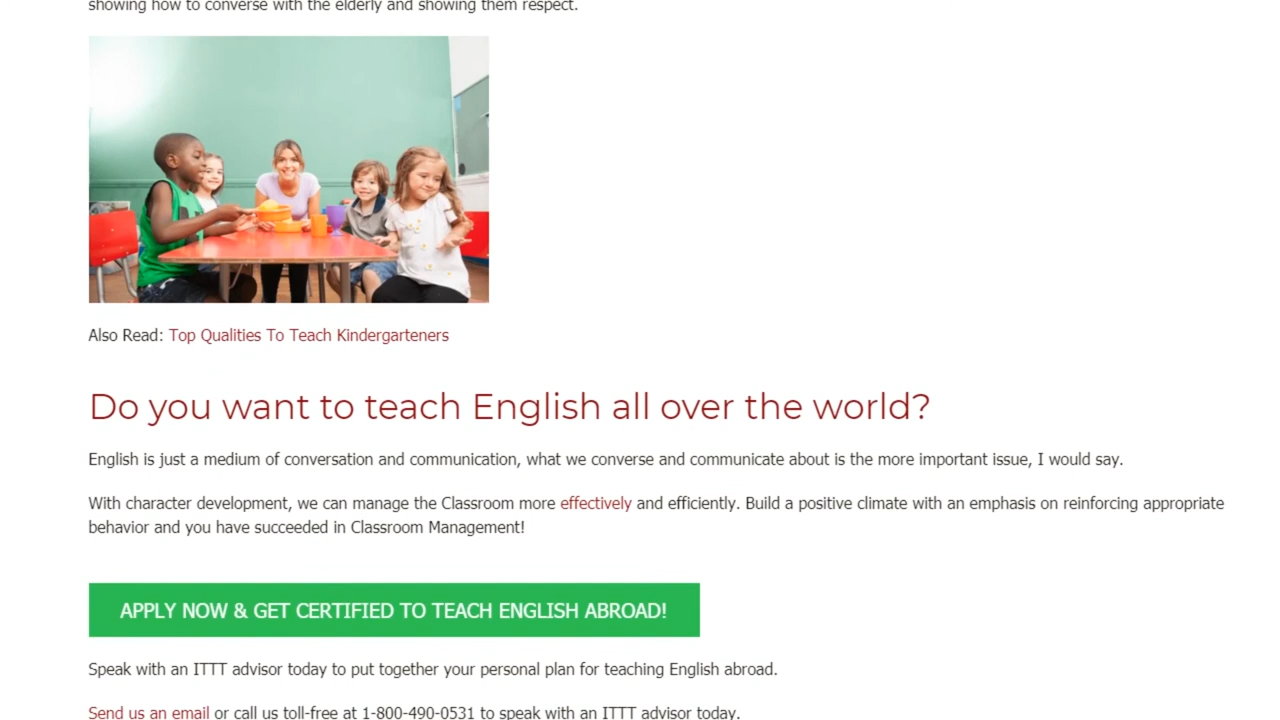 showing how to converse with the elderly and showing them respect.
Also Read: Top Qualities To Teach Kindergarteners
Do you want to teach English all over the world?
English is just a medium of conversation and communication, what we converse and communicate about is the more important issue, I would say.
With character development, we can manage the Classroom more effectively and efficiently. Build a positive climate with an emphasis on reinforcing appropriate
behavior and you have succeeded in Classroom Management!
APPLY NOW & GET CERTIFIED TO TEACH ENGLISH ABROAD!
Speak with an ITTT advisor today to put together your personal plan for teaching English abroad.
Send us an email or call us toll-free at 1-800-490-0531 to speak with an ITTT advisor today.